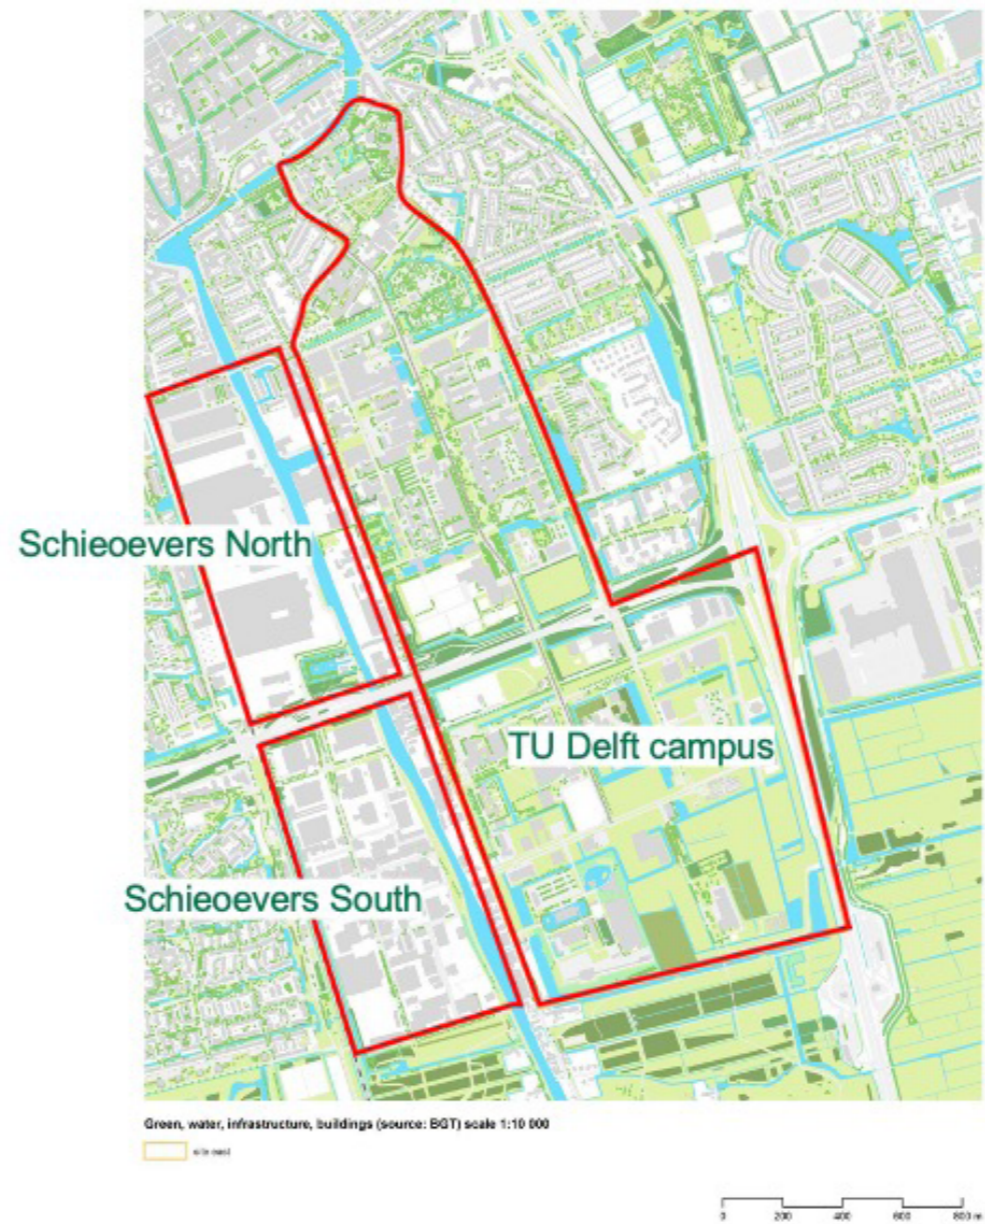 Schieoevers North
TU Delft campus
Schieoevers South
Green, water, infrastructure, buildings (source: BGT) scale 1:10 000
0 200 400 600 800 m